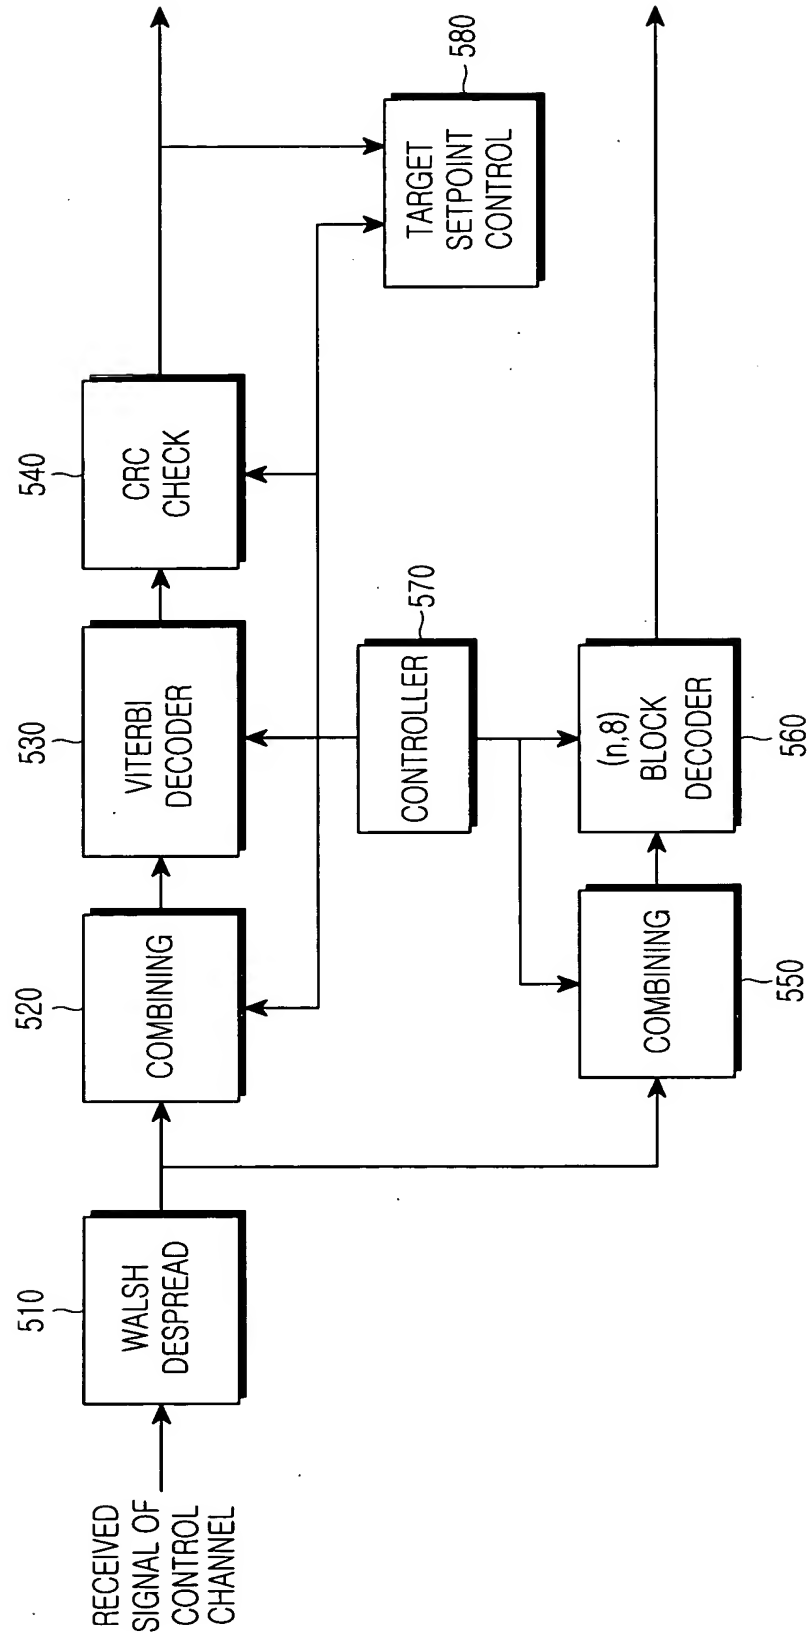 RECEIVED
SIGNAL OF
CONTROL
CHANNEL
510
WALSH
DESPREAD
520
COMBINING
530
VITERBI
DECODER
540
CRC
CHECK
580
TARGET
SETPOINT
CONTROL
570
CONTROLLER
550
COMBINING
560
(n,8)
BLOCK
DECODER